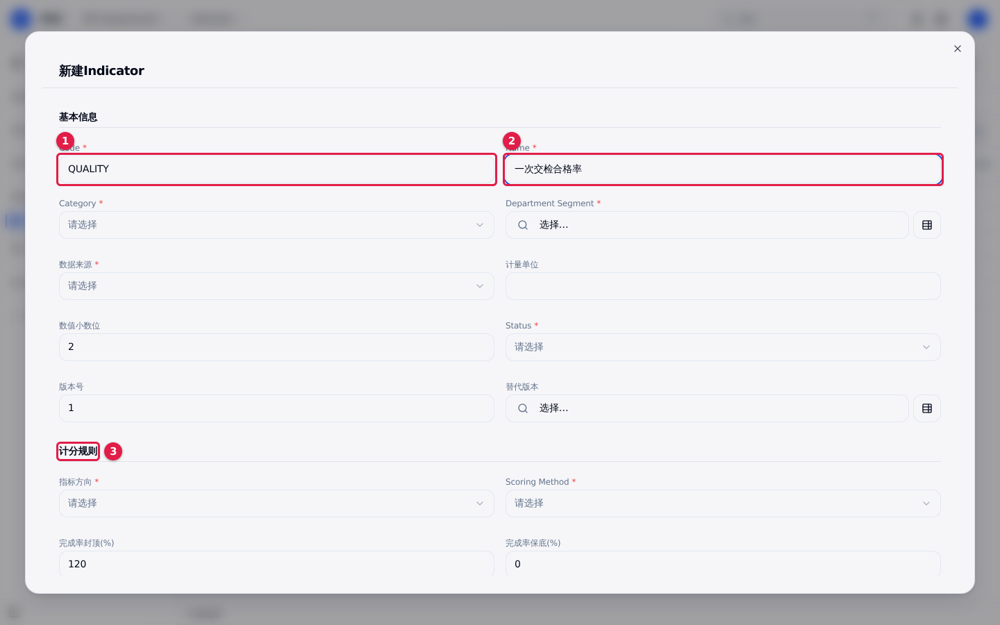 新建Indicator
基本信息
1
2
Code *
Name *
QUALITY
一次交检合格率
Category *
Department Segment *
请选择
选择...
数据来源 *
计量单位
请选择
数值小数位
Status *
2
请选择
版本号
替代版本
1
选择...
计分规则
3
指标方向 *
Scoring Method *
请选择
请选择
完成率封顶(%)
完成率保底(%)
120
0